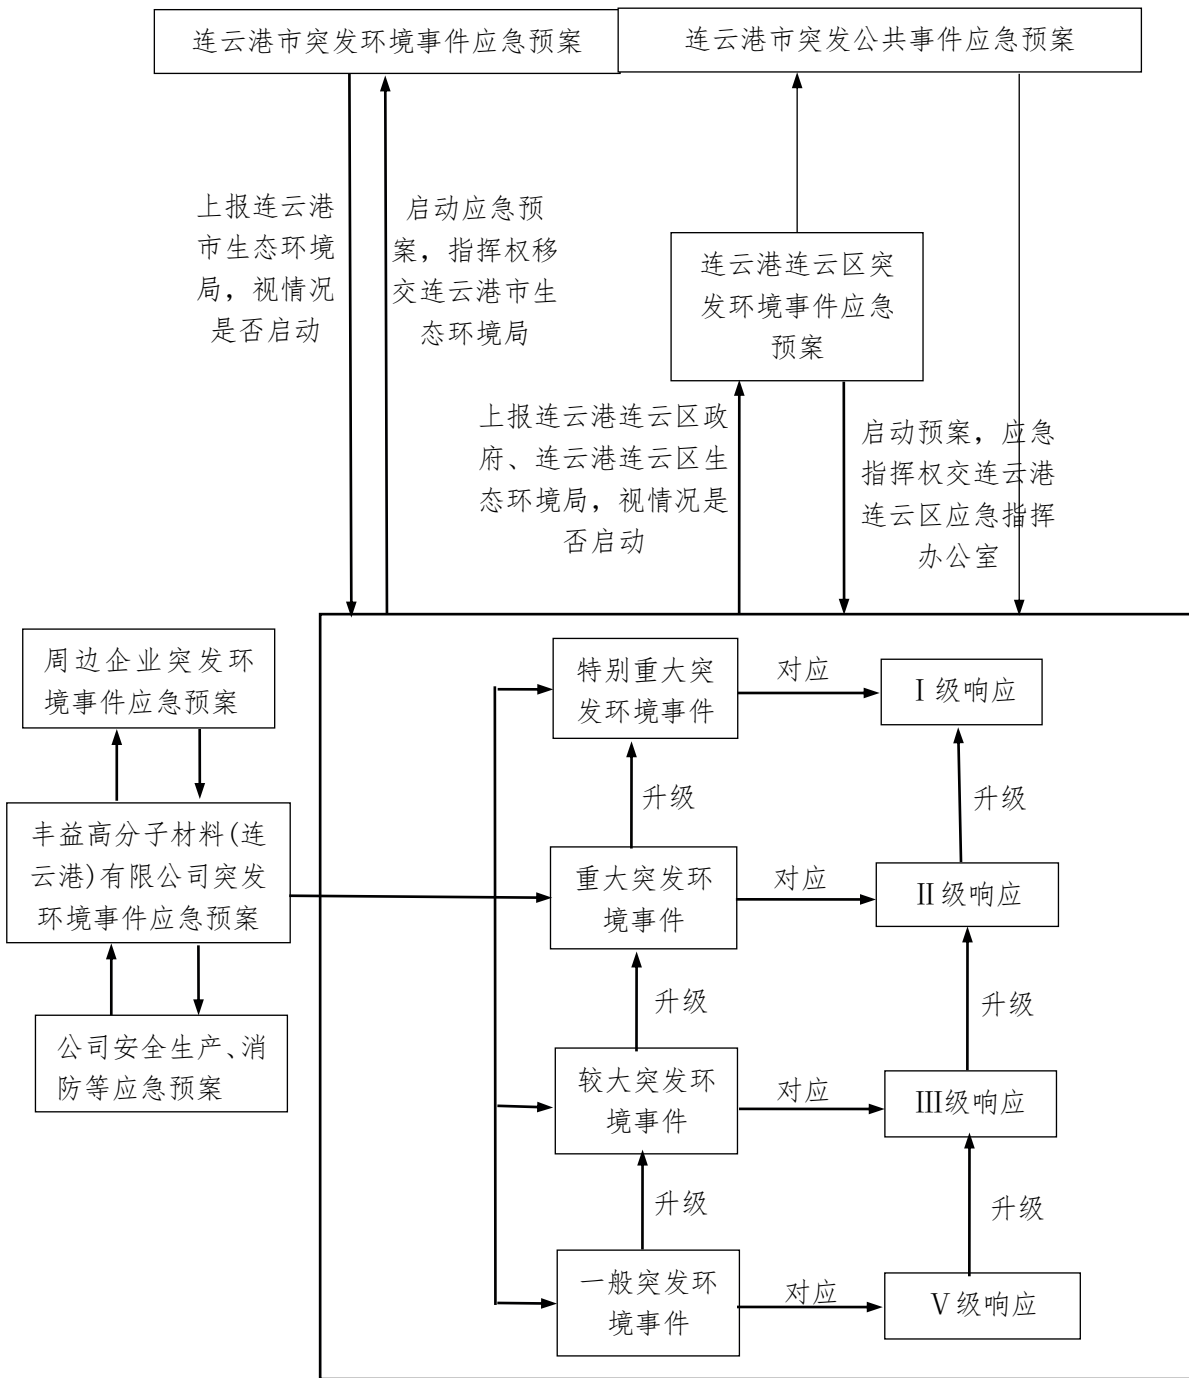 连云港市突发环境事件应急预案
连云港市突发公共事件应急预案
上报连云港
市生态环境
局，视情况
是否启动
启动应急预
案，指挥权移
交连云港市生
态环境局
连云港连云区突
发环境事件应急
预案
上报连云港连云区政
府、连云港连云区生
态环境局，视情况是
否启动
启动预案，应急
指挥权交连云港
连云区应急指挥
办公室
周边企业突发环
境事件应急预案
丰益高分子材料(连
云港)有限公司突发
环境事件应急预案
公司安全生产、消
防等应急预案
特别重大突
发环境事件
对应
Ⅰ级响应
升级
升级
重大突发环
境事件
对应
Ⅱ级响应
升级
升级
较大突发环
境事件
对应
Ⅲ级响应
升级
升级
一般突发环
境事件
对应
Ⅴ级响应